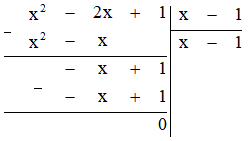 x² − 2x + 1 x − 1
−
x² − x x − 1
− x + 1
−
− x + 1
0